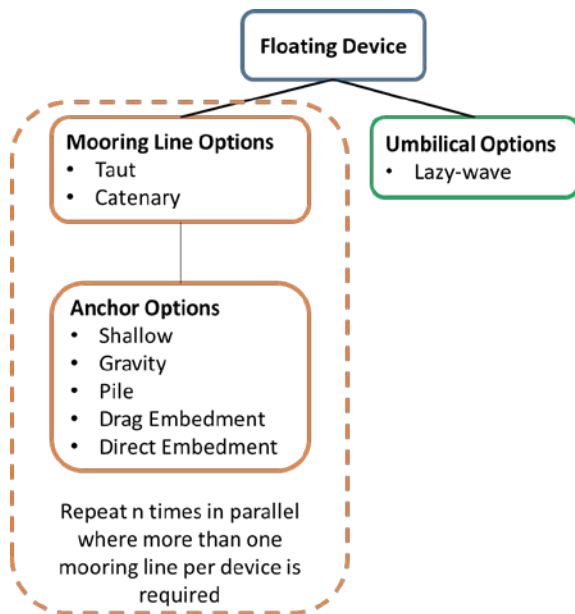 Floating Device
Mooring Line Options
• Taut
• Catenary
Umbilical Options
• Lazy-wave
Anchor Options
• Shallow
• Gravity
• Pile
• Drag Embedment
• Direct Embedment
Repeat n times in parallel
where more than one
mooring line per device is
required